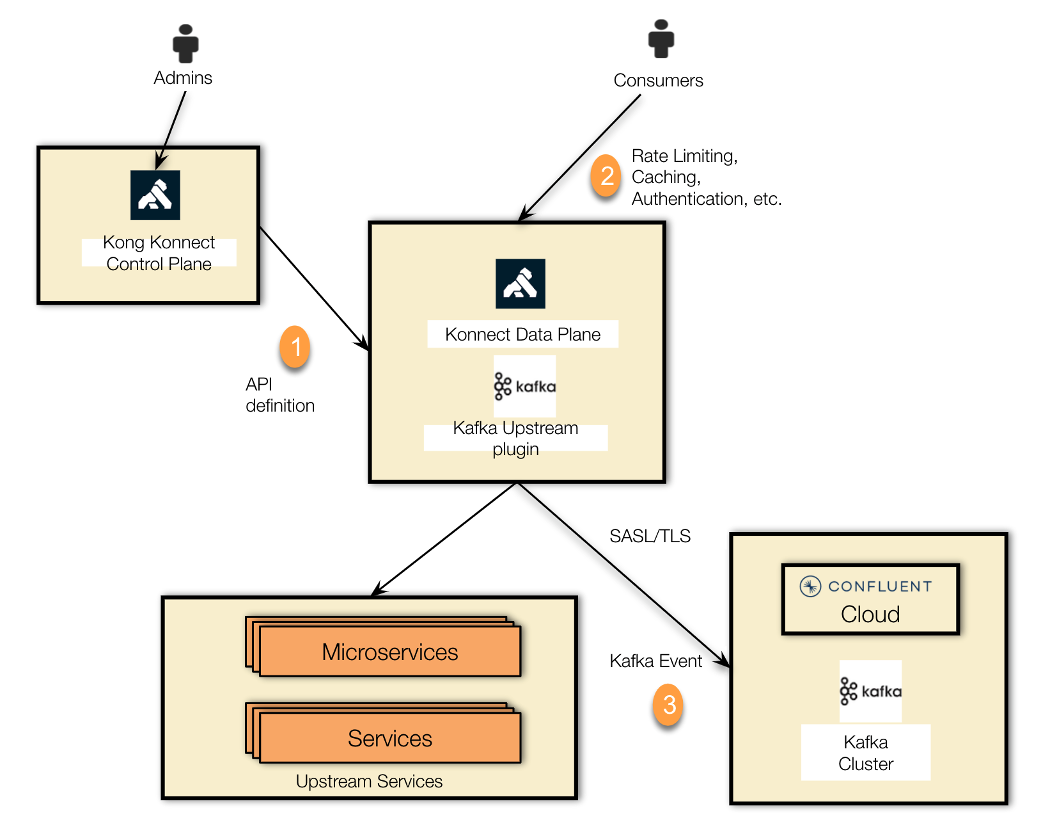 Admins
Consumers
2
Rate Limiting,
Caching,
Authentication, etc.
Kong Konnect
Control Plane
1
API
definition
Konnect Data Plane
kafka
Kafka Upstream
plugin
SASL/TLS
CONFLUENT
Cloud
Microservices
Kafka Event
3
kafka
Services
Kafka
Cluster
Upstream Services